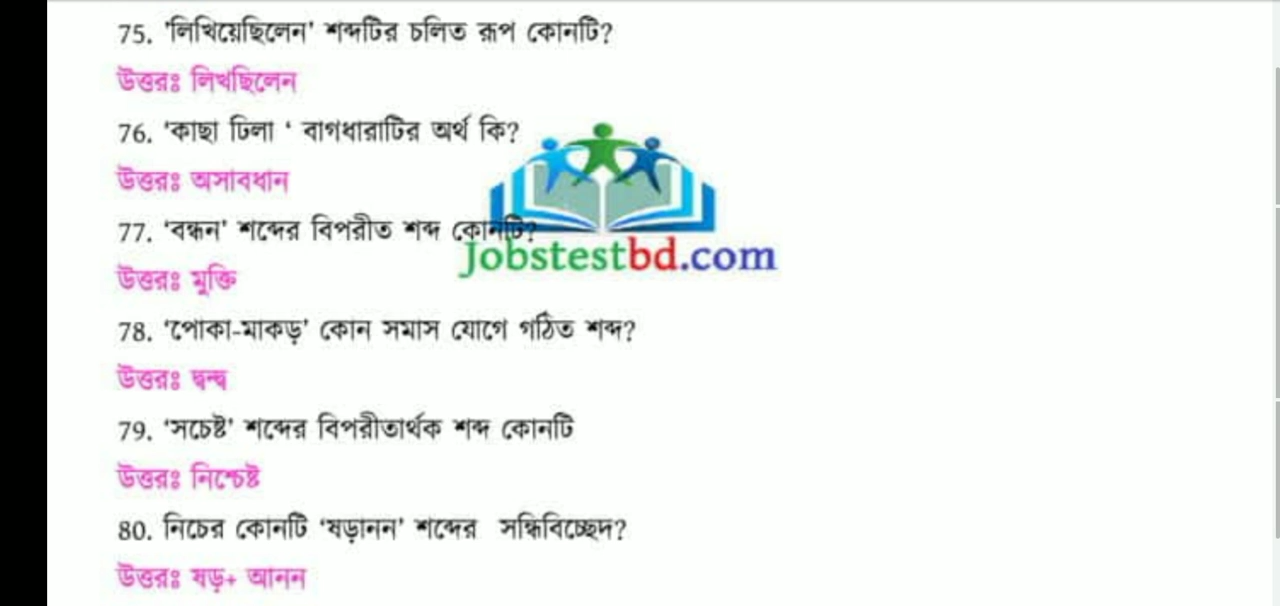 75. 'লিখিয়েছিলেন' শব্দটির চলিত রূপ কোনটি?
উত্তরঃ লিখছিলেন
76. ‘কাছা ঢিলা ‘ বাগধারাটির অর্থ কি?
উত্তরঃ অসাবধান
77. ‘বন্ধন’ শব্দের বিপরীত শব্দ কোনটি?
Jobstestbd.com
উত্তরঃ মুক্তি
78. ‘পোকা-মাকড়’ কোন সমাস যোগে গঠিত শব্দ?
উত্তরঃ দ্বন্দ্ব
79. ‘সচেষ্ট’ শব্দের বিপরীতার্থক শব্দ কোনটি
উত্তরঃ নিশ্চেষ্ট
80. নিচের কোনটি ‘ষড়ানন’ শব্দের সন্ধিবিচ্ছেদ?
উত্তরঃ ষড়+ আনন